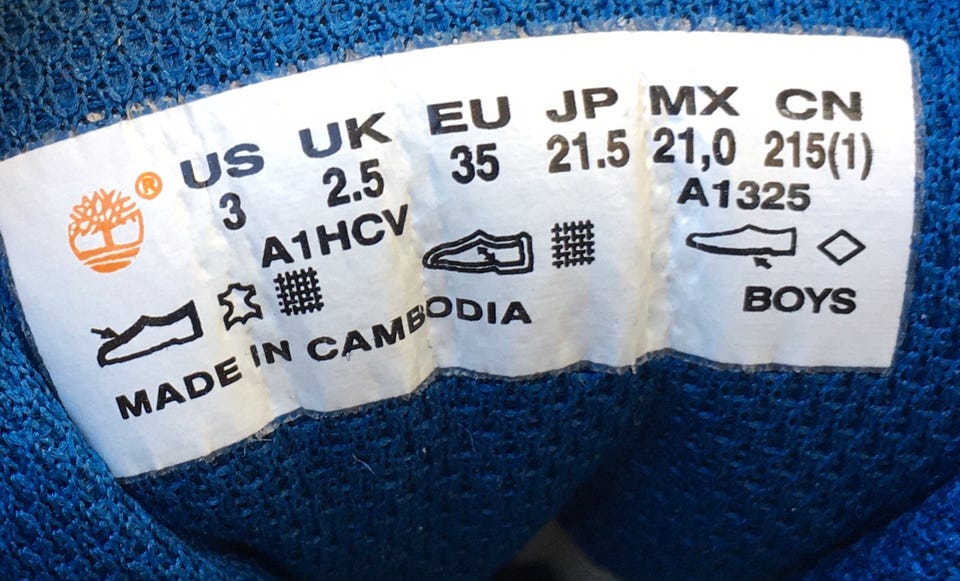 ®
US UK EU JP MX CN
3 2.5 35 21.5 21,0 215(1)
A1HCV A1325
BOYS
MADE IN CAMBODIA